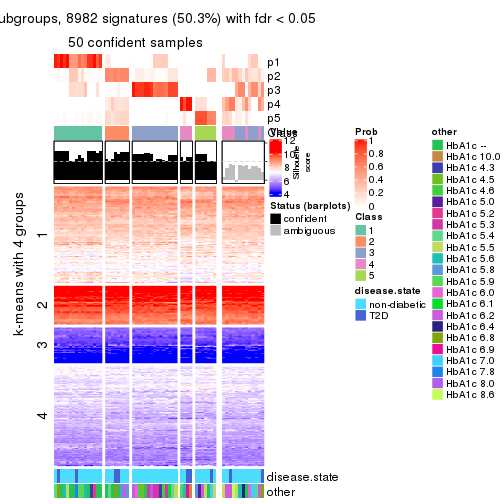 ubgroups, 8982 signatures (50.3%) with fdr < 0.05
50 confident samples
p1
p2
p3
p4
p5
Class
Silhouette score
k-means with 4 groups
1
2
3
4
disease.state
other
12
10
8
6
4
Status (barplots)
confident
ambiguous
Prob
1
0.8
0.6
0.4
0.2
0
Class
1
2
3
4
5
disease.state
non-diabetic
T2D
other
HbA1c --
HbA1c 10.0
HbA1c 4.3
HbA1c 4.5
HbA1c 4.6
HbA1c 5.0
HbA1c 5.2
HbA1c 5.3
HbA1c 5.4
HbA1c 5.5
HbA1c 5.6
HbA1c 5.8
HbA1c 5.9
HbA1c 6.0
HbA1c 6.1
HbA1c 6.2
HbA1c 6.4
HbA1c 6.8
HbA1c 6.9
HbA1c 7.0
HbA1c 7.8
HbA1c 8.0
HbA1c 8.6